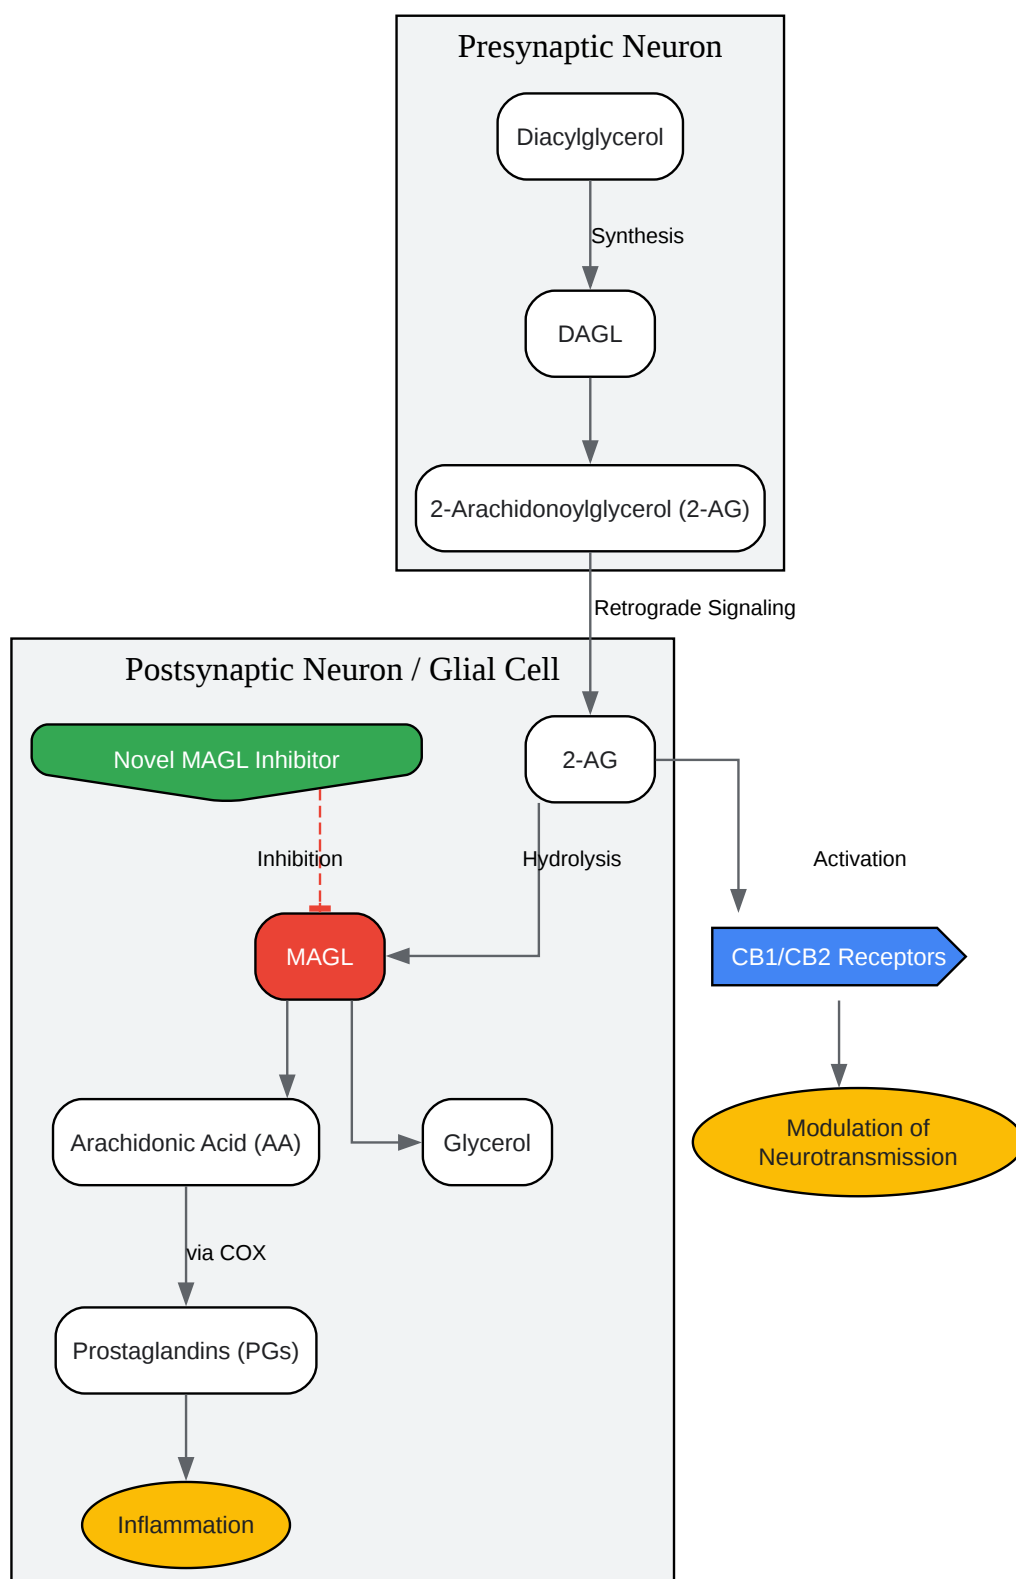 Presynaptic Neuron
Diacylglycerol
Synthesis
DAGL
2-Arachidonoylglycerol (2-AG)
Retrograde Signaling
Postsynaptic Neuron / Glial Cell
Novel MAGL Inhibitor
2-AG
Inhibition
Hydrolysis
Activation
MAGL
CB1/CB2 Receptors
Arachidonic Acid (AA)
Glycerol
Modulation of
Neurotransmission
via COX
Prostaglandins (PGs)
Inflammation